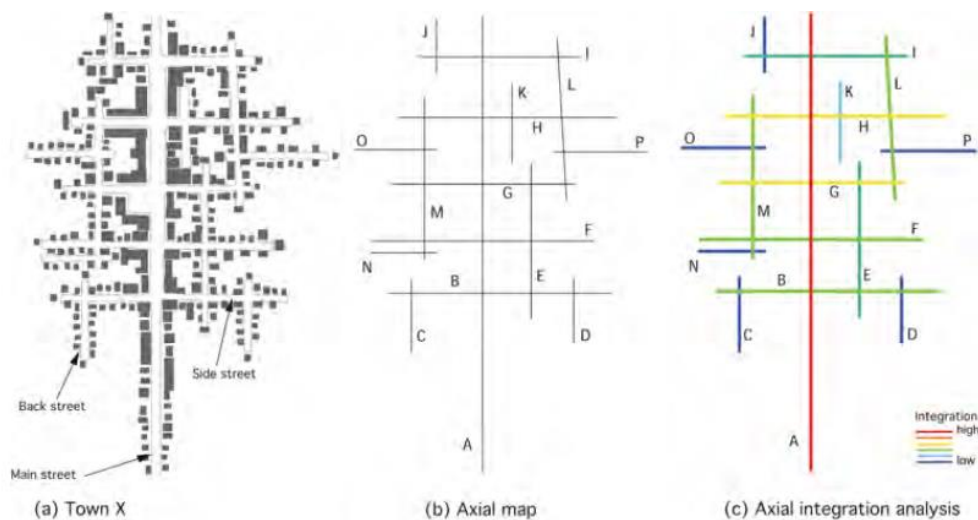 Back street
Side street
Main street
(a) Town X
J
I
K
L
H
O
P
G
M
F
N
B
E
C
D
A
(b) Axial map
J
I
K
L
H
O
P
G
M
F
N
B
E
C
D
A
Integration
high
low
(c) Axial integration analysis